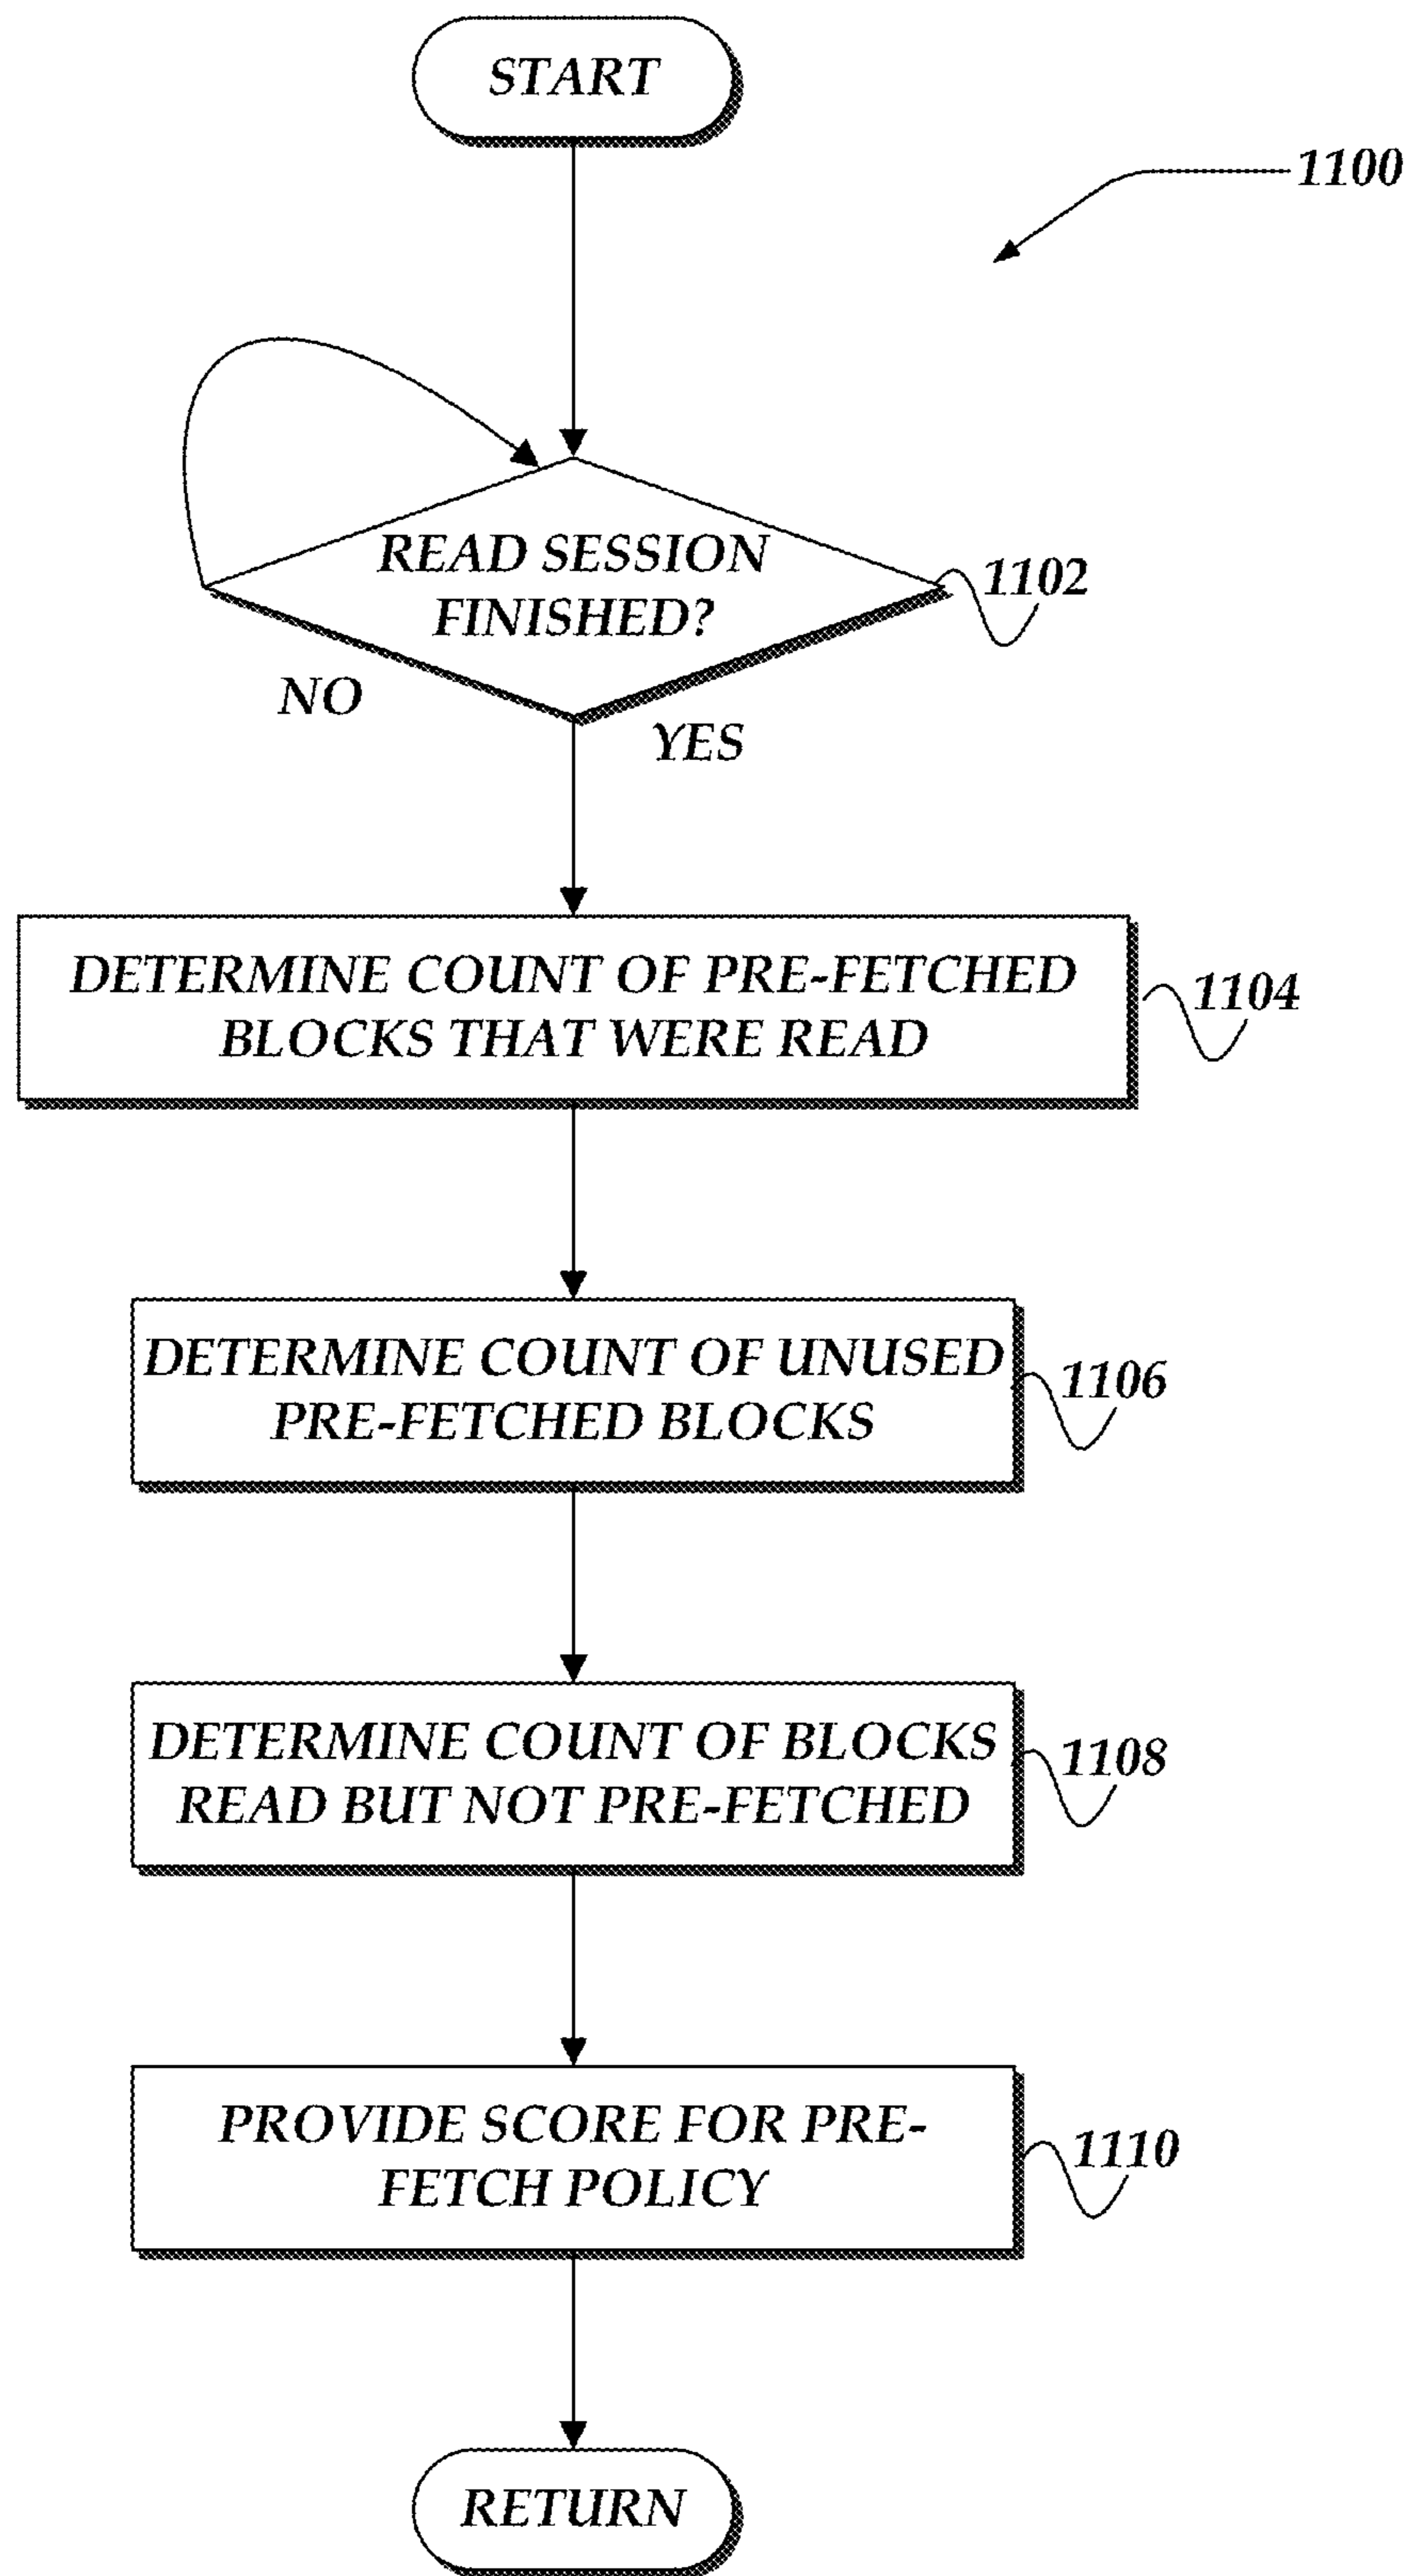 START
1100
READ SESSION
FINISHED?
1102
NO
YES
DETERMINE COUNT OF PRE-FETCHED
BLOCKS THAT WERE READ
1104
DETERMINE COUNT OF UNUSED
PRE-FETCHED BLOCKS
1106
DETERMINE COUNT OF BLOCKS
READ BUT NOT PRE-FETCHED
1108
PROVIDE SCORE FOR PRE-
FETCH POLICY
1110
RETURN